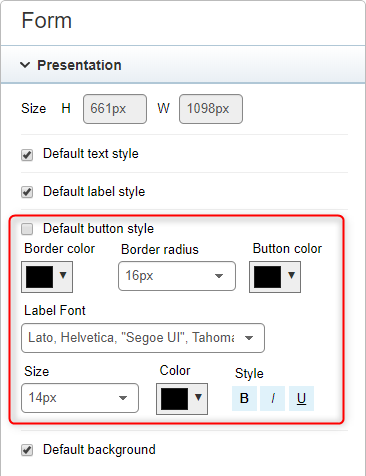 Form
Presentation
Size H 661px W 1098px
Default text style
Default label style
Default button style
Border color Border radius Button color
16px
Label Font
Lato, Helvetica, "Segoe UI", Tahoma
Size Color Style
14px B I U
Default background